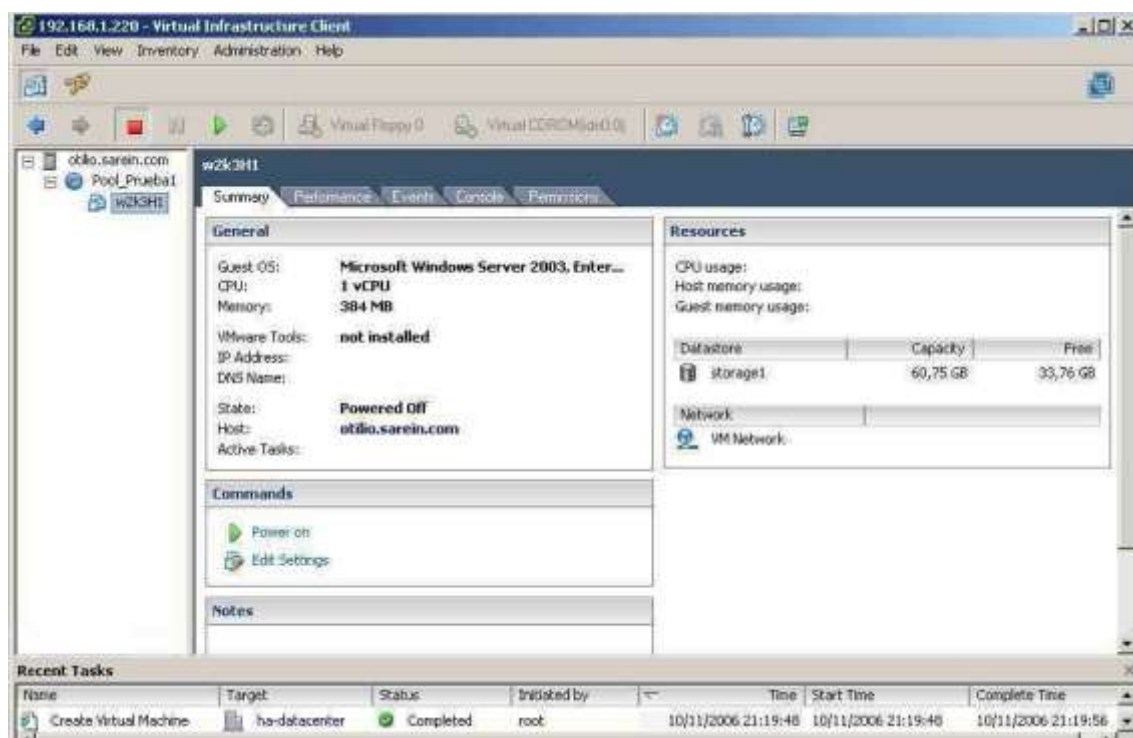 192.168.1.220 - Virtual Infrastructure Client
File Edit View Inventory Administration Help
Virtual Floppy 0 Virtual CDROM
otilio.sarein.com
Pool_Prueba1
w2k3H1
w2k3H1
Summary Performance Events Console Permissions
General
Guest OS: Microsoft Windows Server 2003, Enter...
CPU: 1 vCPU
Memory: 384 MB
VMware Tools: not installed
IP Address:
DNS Name:
State: Powered Off
Host: otilio.sarein.com
Active Tasks:
Commands
Power on
Edit Settings
Notes
Resources
CPU usage:
Host memory usage:
Guest memory usage:
Datastore Capacity Free
storage1 60,75 GB 33,76 GB
Network
VM Network
Recent Tasks
Name Target Status Initiated by Time Start Time Complete Time
Create Virtual Machine ha-datacenter Completed root 10/11/2006 21:19:48 10/11/2006 21:19:48 10/11/2006 21:19:56